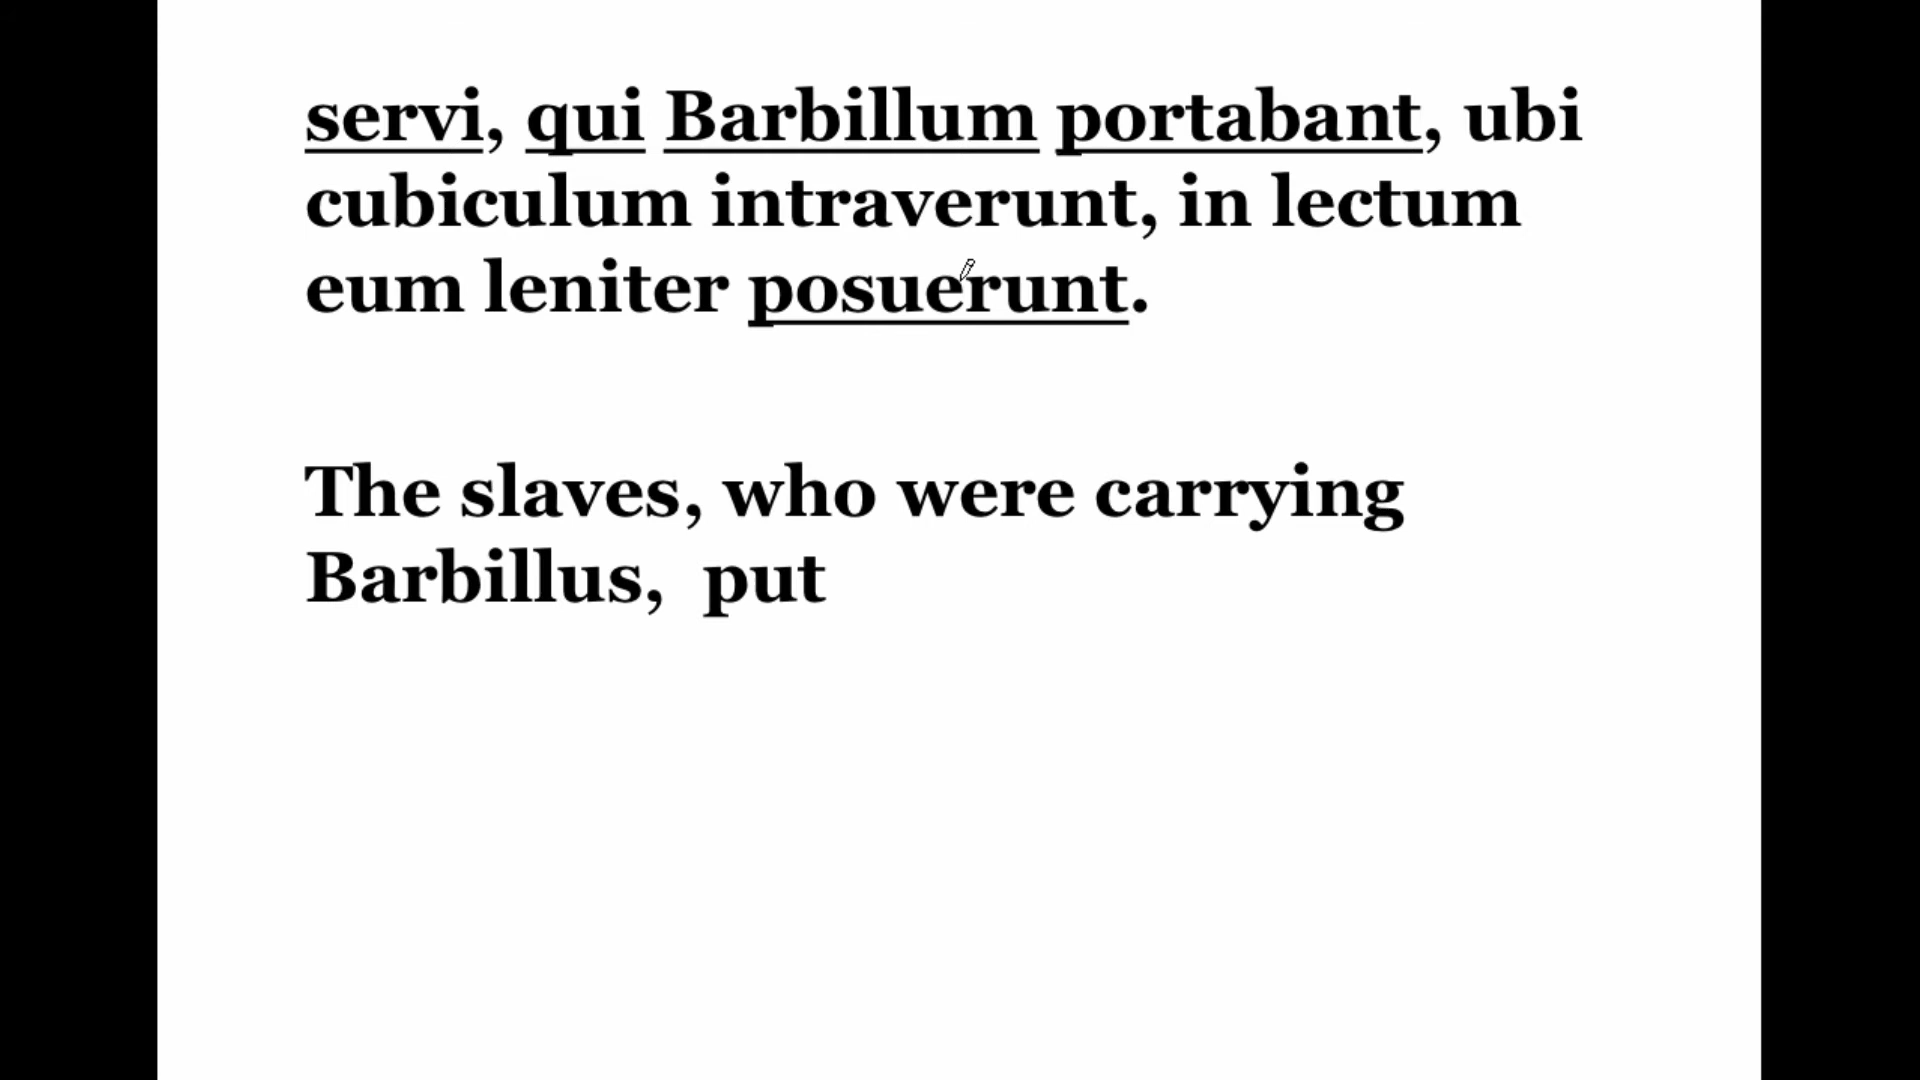 servi, qui Barbillum portabant, ubi
cubiculum intraverunt, in lectum
eum leniter posuerunt.
The slaves, who were carrying
Barbillus,  put